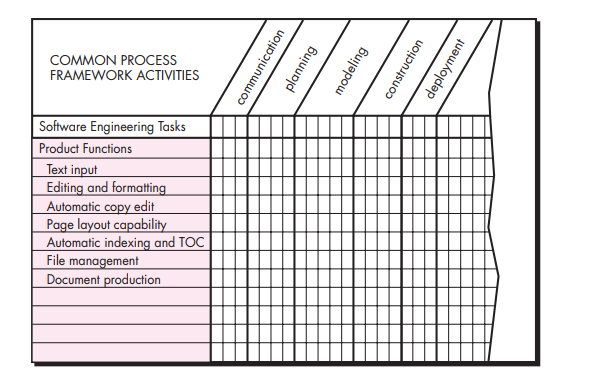 COMMON PROCESS
FRAMEWORK ACTIVITIES
communication
planning
modeling
construction
deployment
Software Engineering Tasks
Product Functions
Text input
Editing and formatting
Automatic copy edit
Page layout capability
Automatic indexing and TOC
File management
Document production